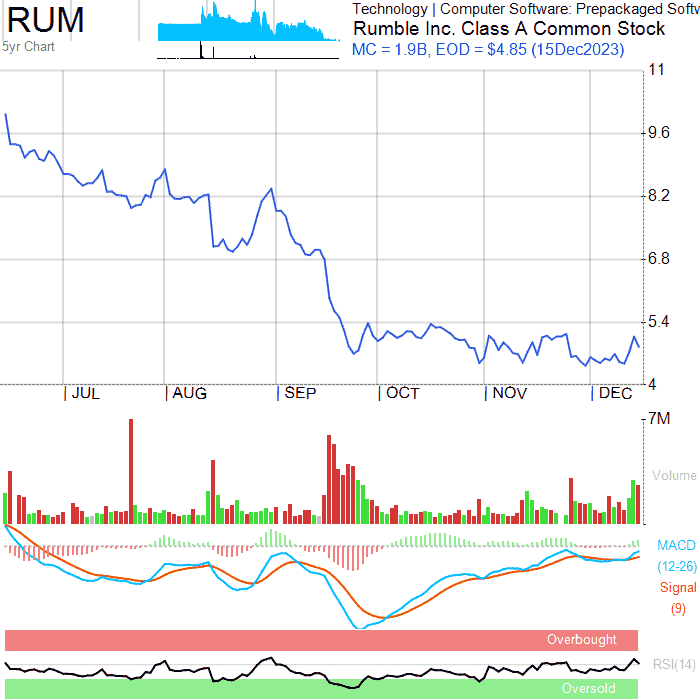 RUM
5yr Chart
Technology | Computer Software: Prepackaged Softw
Rumble Inc. Class A Common Stock
MC = 1.9B, EOD = $4.85 (15Dec2023)
11
9.6
8.2
6.8
5.4
4
| JUL | AUG | SEP | OCT | NOV | DEC
7M
Volume
MACD
(12-26)
Signal
(9)
Overbought
RSI(14)
Oversold